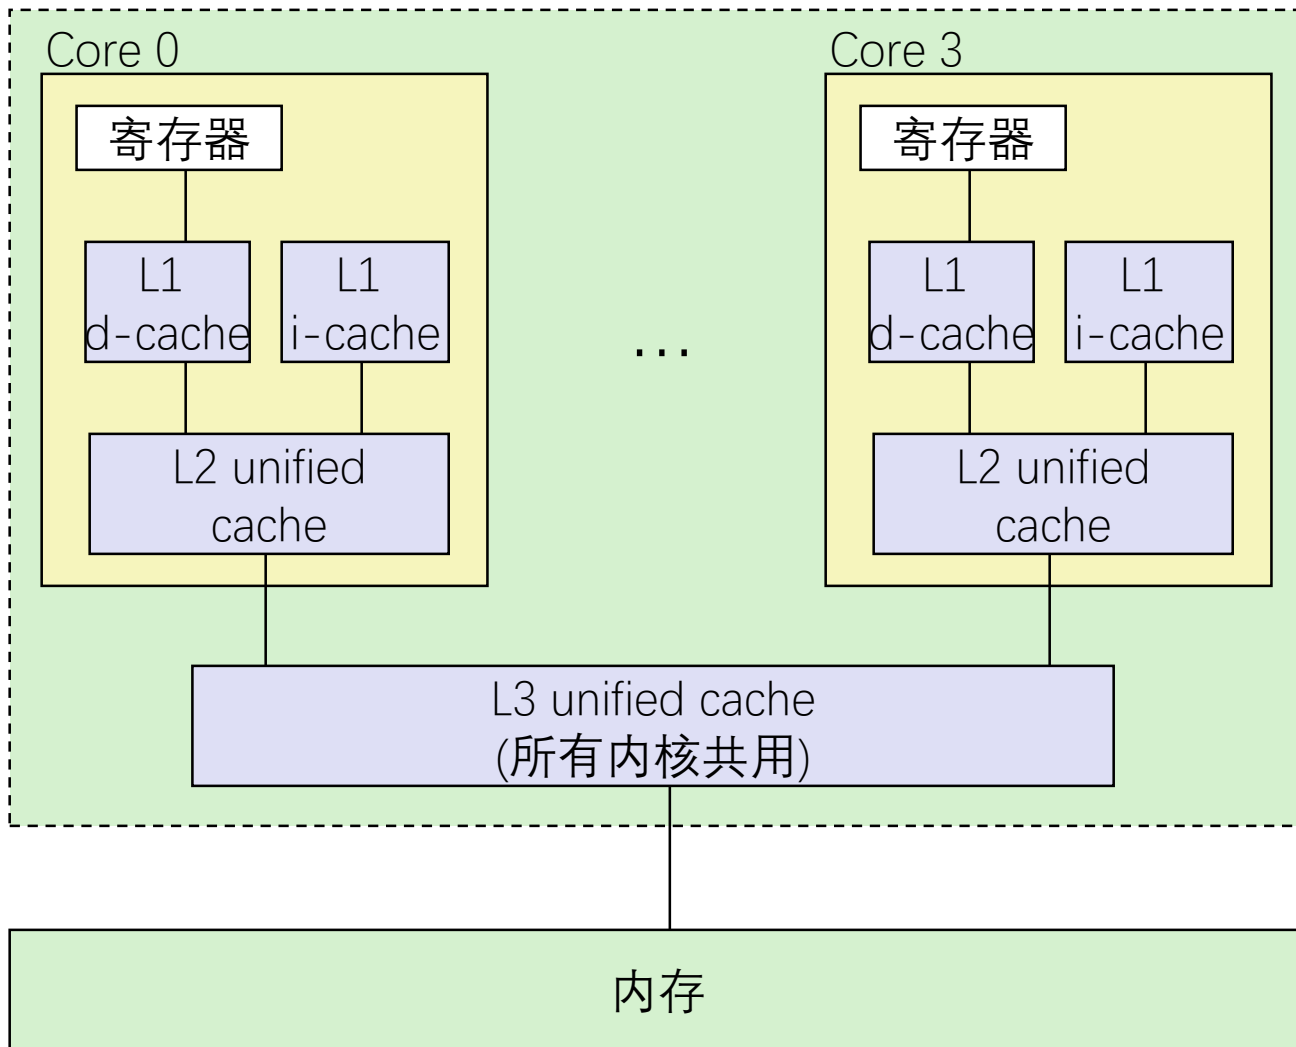 Core 0
Core 3
寄存器
寄存器
L1
d-cache
L1
i-cache
...
L1
d-cache
L1
i-cache
L2 unified
cache
L2 unified
cache
L3 unified cache
(所有内核共用)
内存